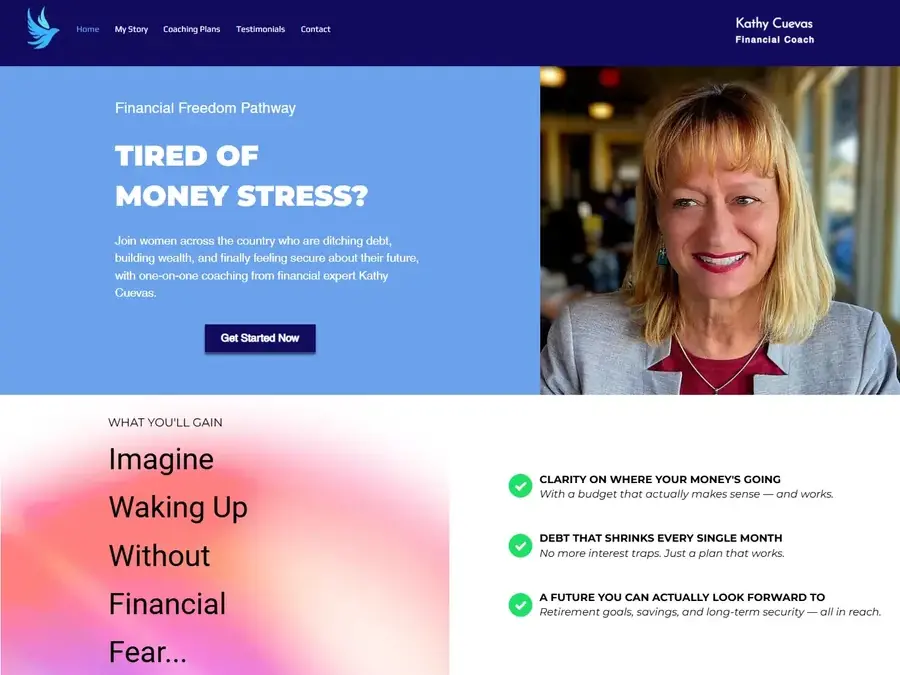 Home My Story Coaching Plans Testimonials Contact
Kathy Cuevas
Financial Coach
Financial Freedom Pathway
TIRED OF
MONEY STRESS?
Join women across the country who are ditching debt,
building wealth, and finally feeling secure about their future,
with one-on-one coaching from financial expert Kathy
Cuevas.
Get Started Now
WHAT YOU'LL GAIN
Imagine
Waking Up
Without
Financial
Fear...
CLARITY ON WHERE YOUR MONEY'S GOING
With a budget that actually makes sense — and works.
DEBT THAT SHRINKS EVERY SINGLE MONTH
No more interest traps. Just a plan that works.
A FUTURE YOU CAN ACTUALLY LOOK FORWARD TO
Retirement goals, savings, and long-term security — all in reach.